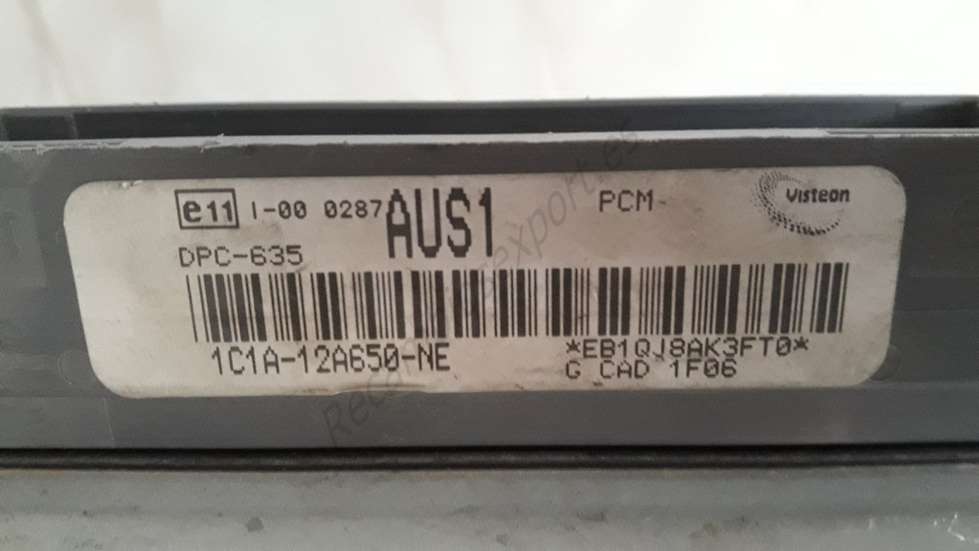 e11 I-00 0287 AUS1 PCM Visteon
DPC-635
1C1A-12A650-NE *EB1QJ8AK3FT0*
G CAD 1F06